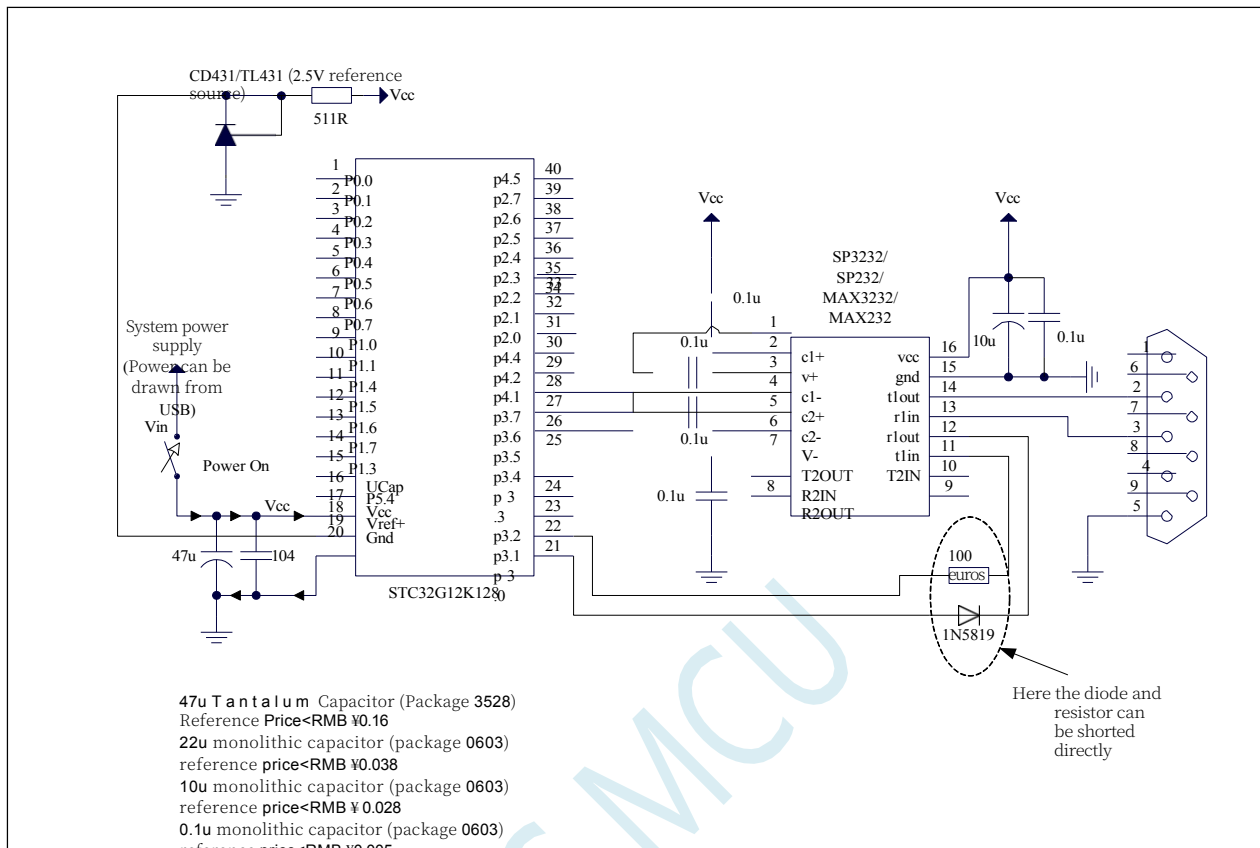 CD431/TL431 (2.5V reference
source)
Vcc
511R
1
P0.0
2
P0.1
3
P0.2
4
P0.3
5
P0.4
6
P0.5
7
P0.6
8
P0.7
9
P1.0
10
P1.1
11
P1.4
12
P1.5
13
P1.6
14
P1.7
15
P1.3
16
UCap
17
P5.4
18
Vcc
19
Vref+
20
Gnd
p4.5
40
p2.7
39
p2.6
38
p2.5
37
p2.4
36
p2.3
35
33
34
p2.2
32
p2.1
31
p2.0
30
p4.4
29
p4.2
28
p4.1
27
p3.7
26
p3.6
25
p3.5
p3.4
24
p 3
.3
23
p3.2
22
p3.1
21
p 3
.0
STC32G12K128
System power
supply
(Power can be
drawn from
USB)
Vin
Power On
Vcc
47u
104
Vcc
0.1u
0.1u
0.1u
0.1u
SP3232/
SP232/
MAX3232/
MAX232
1
2
3
4
5
6
7
8
c1+
v+
c1-
c2+
c2-
V-
T2OUT
R2IN
R2OUT
vcc
gnd
t1out
r1in
r1out
t1in
T2IN
16
15
14
13
12
11
10
9
Vcc
10u
0.1u
1
6
2
7
3
8
4
9
5
100
euros
1N5819
Here the diode and
resistor can
be shorted
directly
47u Tantalum Capacitor (Package 3528)
Reference Price<RMB ¥0.16
22u monolithic capacitor (package 0603)
reference price<RMB ¥0.038
10u monolithic capacitor (package 0603)
reference price<RMB ¥ 0.028
0.1u monolithic capacitor (package 0603)
reference price<RMB ¥0.005
MCU